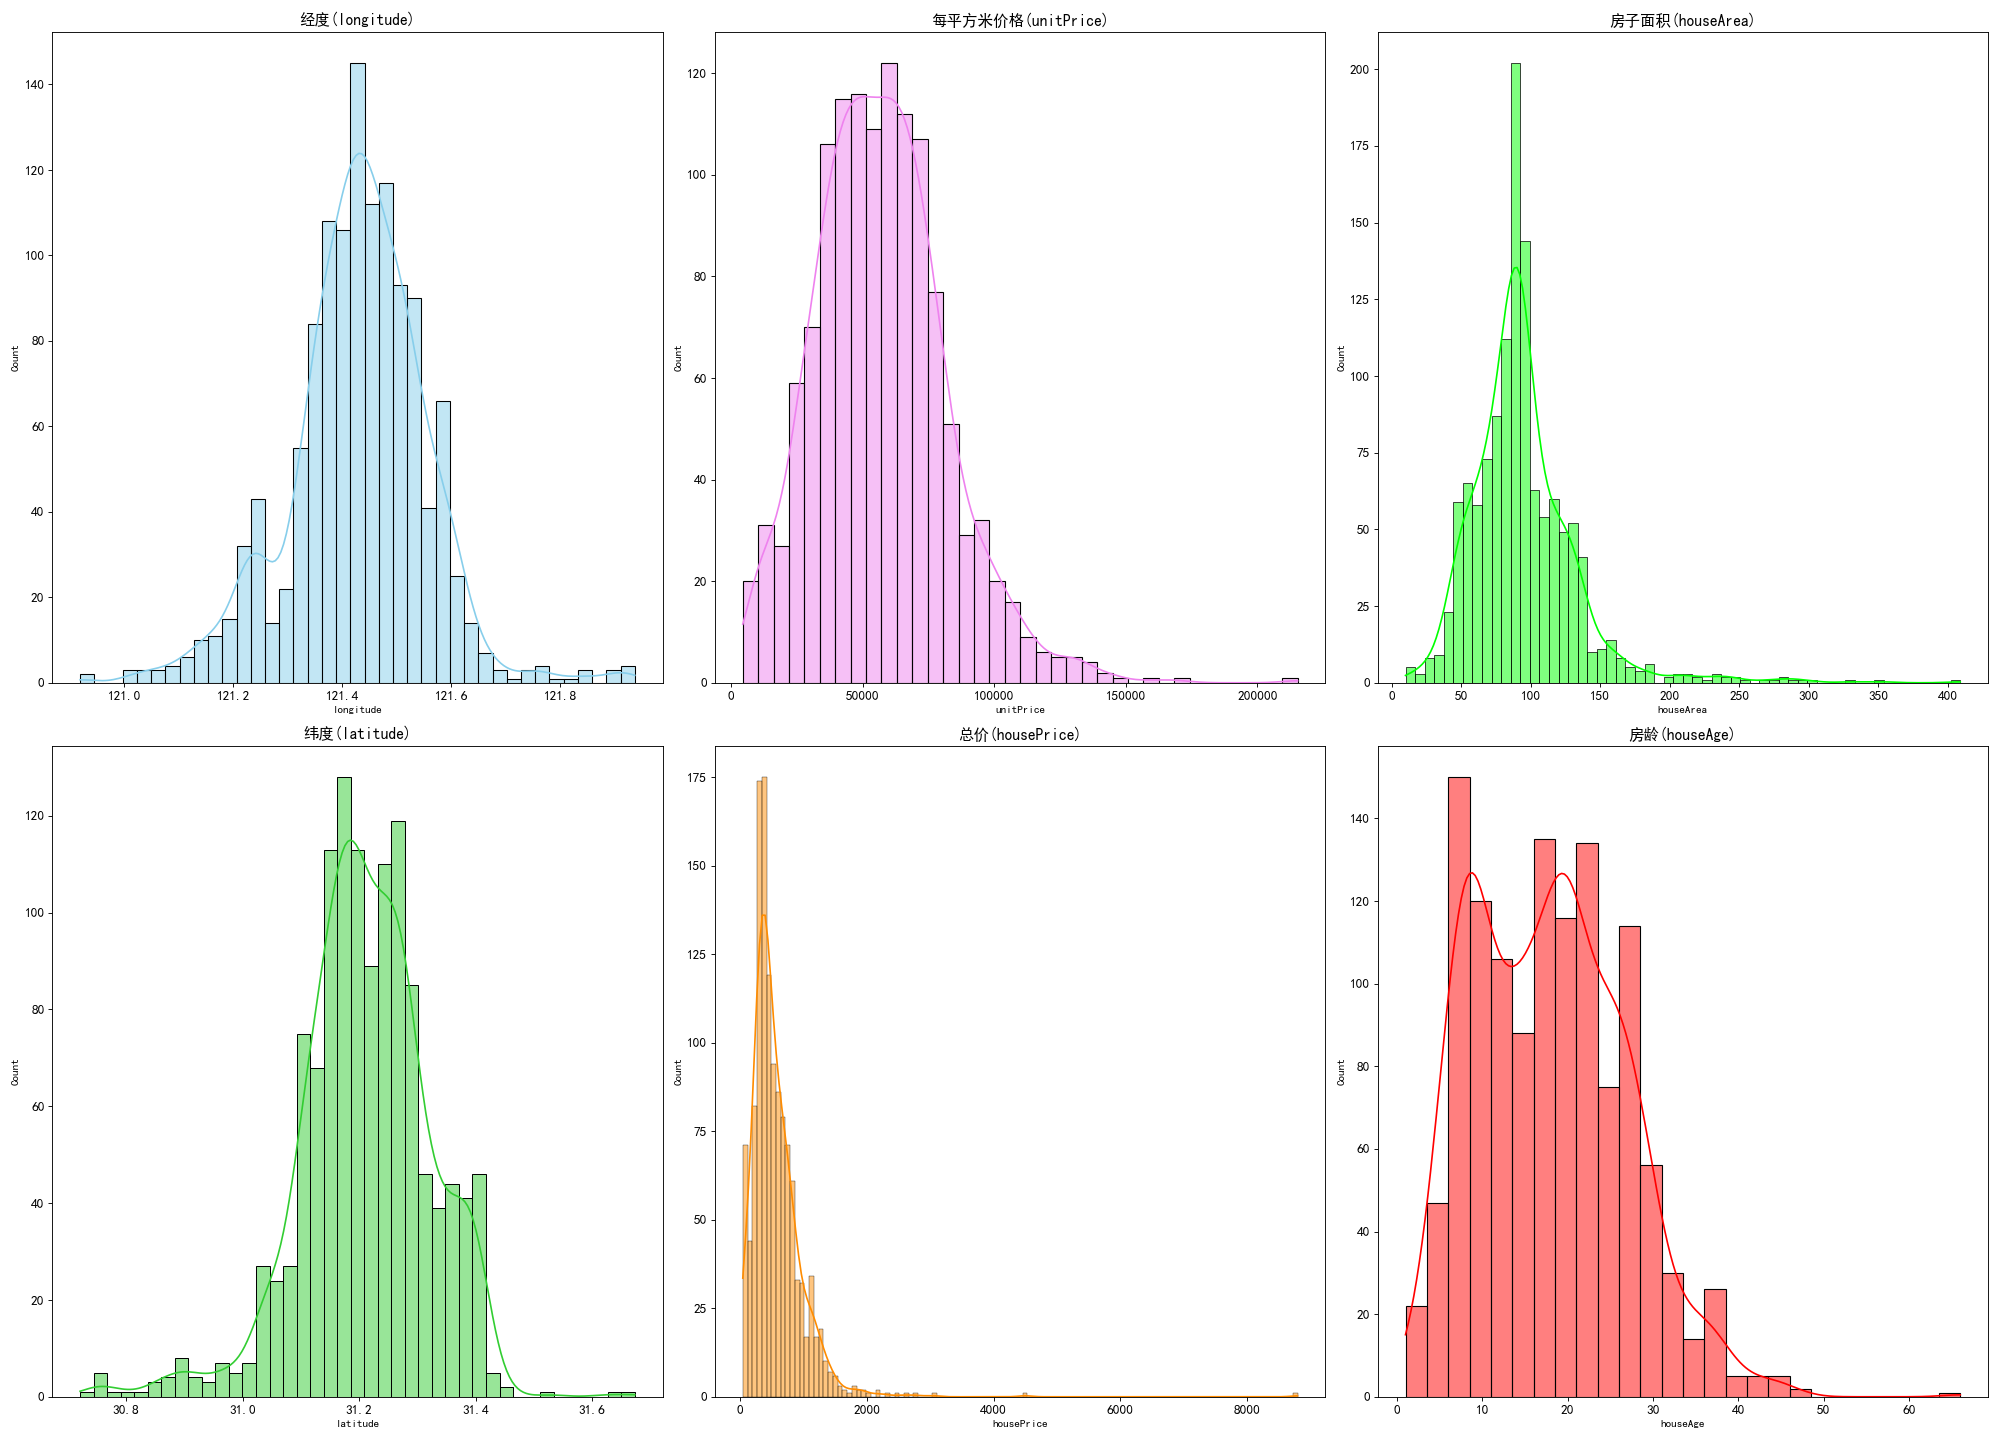 经度(longitude)
140
120
100
80
60
40
20
0
Count
121.0 121.2 121.4 121.6 121.8
longitude
每平方米价格(unitPrice)
120
100
80
60
40
20
0
Count
0 50000 100000 150000 200000
unitPrice
房子面积(houseArea)
200
175
150
125
100
75
50
25
0
Count
0 50 100 150 200 250 300 350 400
houseArea
纬度(latitude)
120
100
80
60
40
20
0
Count
30.8 31.0 31.2 31.4 31.6
latitude
总价(housePrice)
175
150
125
100
75
50
25
0
Count
0 2000 4000 6000 8000
housePrice
房龄(houseAge)
140
120
100
80
60
40
20
0
Count
0 10 20 30 40 50 60
houseAge